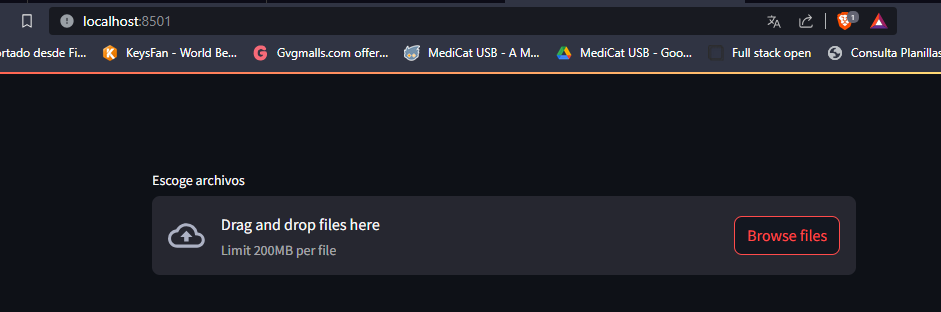 localhost:8501
1
rtado desde Fi...
KeysFan - World Be...
G
Gvgmalls.com offer...
MediCat USB - A M...
MediCat USB - Goo...
Full stack open
Consulta Planillas
Escoge archivos
Drag and drop files here
Limit 200MB per file
Browse files